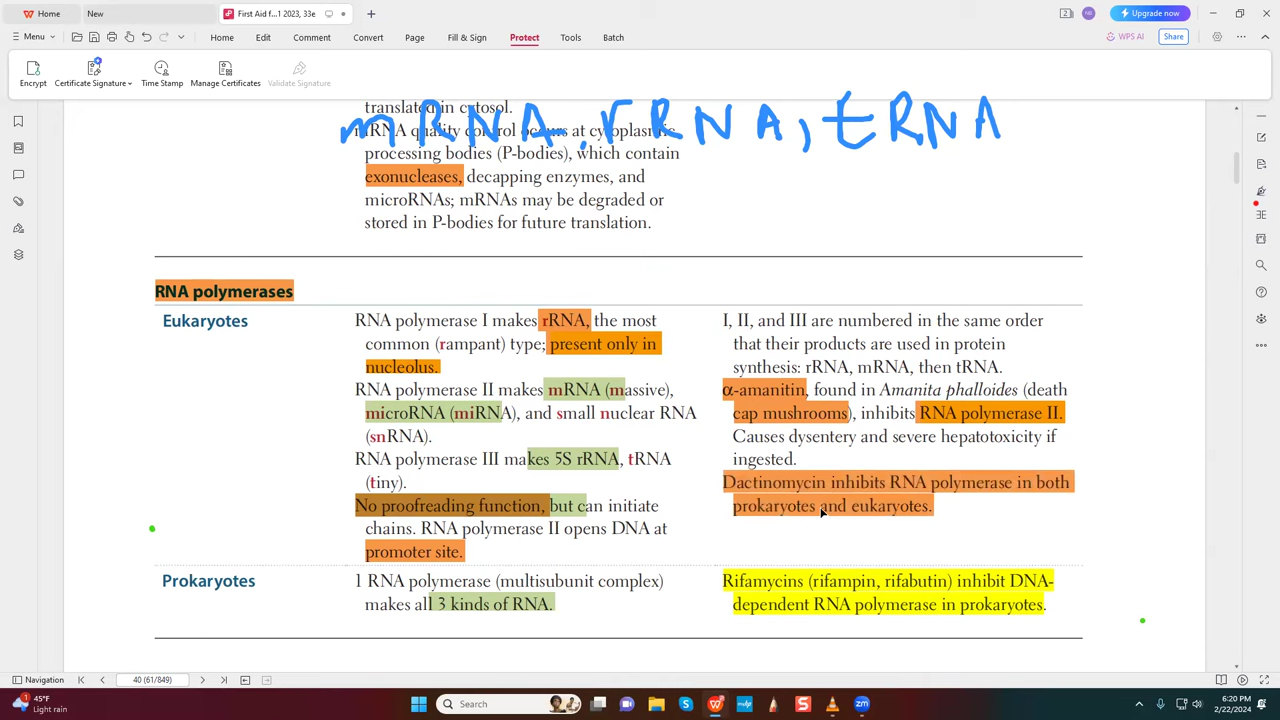 Home
New
First Aid f...1 2023, 33e
2
Upgrade now
Menu
Home Edit Comment Convert Page Fill & Sign Protect Tools Batch
WPS AI
Share
Encrypt Certificate Signature Time Stamp Manage Certificates Validate Signature
translated in cytosol.
mRNA, rRNA, tRNA
mRNA quality control occurs at cytoplasmic
processing bodies (P-bodies), which contain
exonucleases, decapping enzymes, and
microRNAs; mRNAs may be degraded or
stored in P-bodies for future translation.
RNA polymerases
Eukaryotes
RNA polymerase I makes rRNA, the most
common (rampant) type; present only in
nucleolus.
RNA polymerase II makes mRNA (massive),
microRNA (miRNA), and small nuclear RNA
(snRNA).
RNA polymerase III makes 5S rRNA, tRNA
(tiny).
No proofreading function, but can initiate
chains. RNA polymerase II opens DNA at
promoter site.
I, II, and III are numbered in the same order
that their products are used in protein
synthesis: rRNA, mRNA, then tRNA.
α-amanitin, found in Amanita phalloides (death
cap mushrooms), inhibits RNA polymerase II.
Causes dysentery and severe hepatotoxicity if
ingested.
Dactinomycin inhibits RNA polymerase in both
prokaryotes and eukaryotes.
Prokaryotes
1 RNA polymerase (multisubunit complex)
makes all 3 kinds of RNA.
Rifamycins (rifampin, rifabutin) inhibit DNA-
dependent RNA polymerase in prokaryotes.
Navigation
40 (61/849)
100%
45°F
Light rain
Search
6:20 PM
2/22/2024